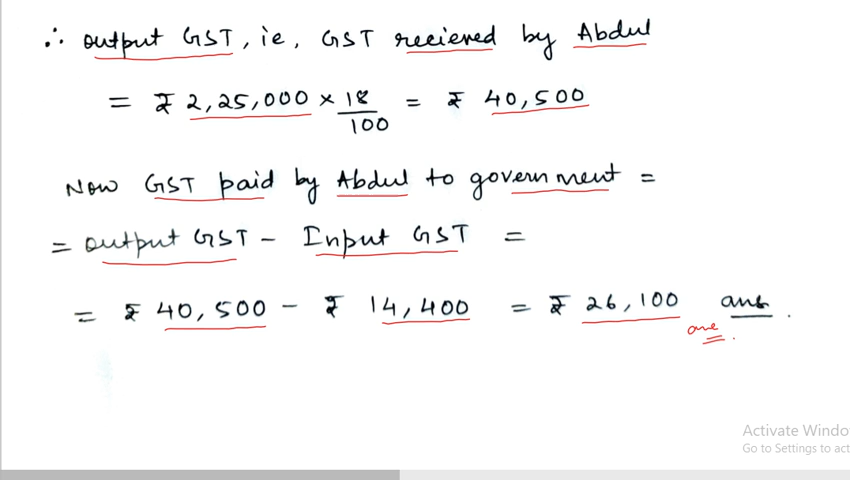 ∴ output GST, ie, GST recieved by Abdul
= ₹ 2,25,000 × 18/100 = ₹ 40,500
Now GST paid by Abdul to government =
= output GST - Input GST =
= ₹ 40,500 - ₹ 14,400 = ₹ 26,100 ans.
ans.
Activate Windo
Go to Settings to act